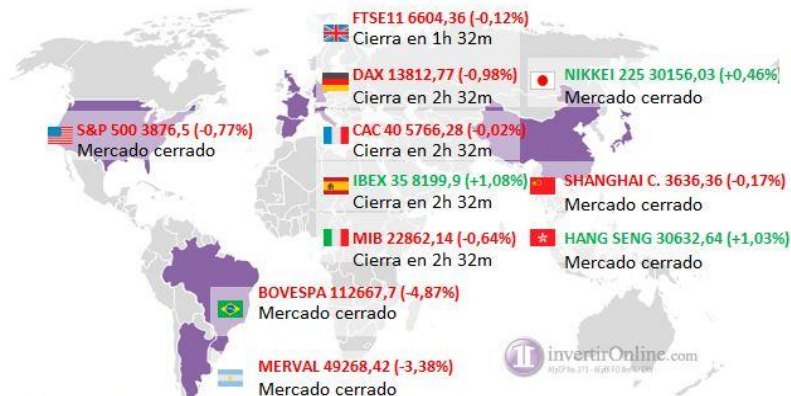 FTSE11 6604,36 (-0,12%)
Cierra en 1h 32m
DAX 13812,77 (-0,98%)
Cierra en 2h 32m
NIKKEI 225 30156,03 (+0,46%)
Mercado cerrado
S&P 500 3876,5 (-0,77%)
Mercado cerrado
CAC 40 5766,28 (-0,02%)
Cierra en 2h 32m
IBEX 35 8199,9 (+1,08%)
Cierra en 2h 32m
SHANGHAI C. 3636,36 (-0,17%)
Mercado cerrado
MIB 22862,14 (-0,64%)
Cierra en 2h 32m
HANG SENG 30632,64 (+1,03%)
Mercado cerrado
BOVESPA 112667,7 (-4,87%)
Mercado cerrado
invertirOnline.com
MERVAL 49268,42 (-3,38%)
Mercado cerrado